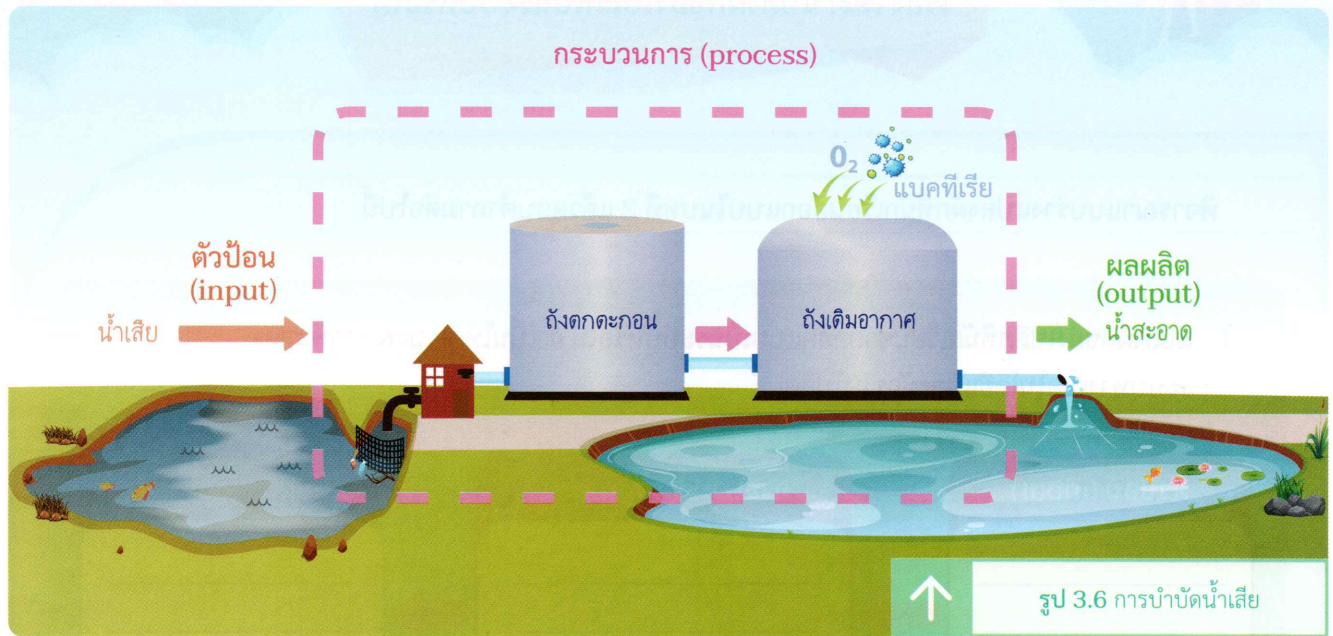 กระบวนการ (process)
O₂
แบคทีเรีย
ตัวป้อน
(input)
น้ำเสีย
ถังตกตะกอน
ถังเติมอากาศ
ผลผลิต
(output)
น้ำสะอาด
รูป 3.6 การบำบัดน้ำเสีย